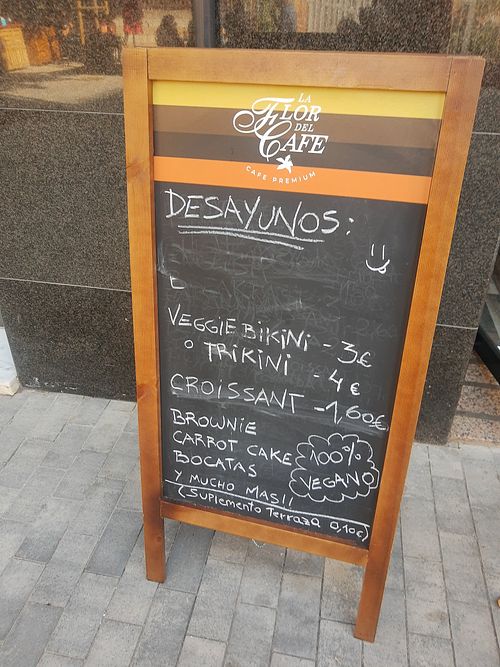 LA
FLOR
DEL
CAFE
CAFE PREMIUM
DESAYUNOS:
VEGGIE BIKINI - 3€
O TRIKINI - 4€
CROISSANT - 1,60€
BROWNIE
CARROT CAKE
BOCATAS
100%
VEGANO
Y MUCHO MAS!!
(SUPLEMENTO TERRAZA 0,10€)